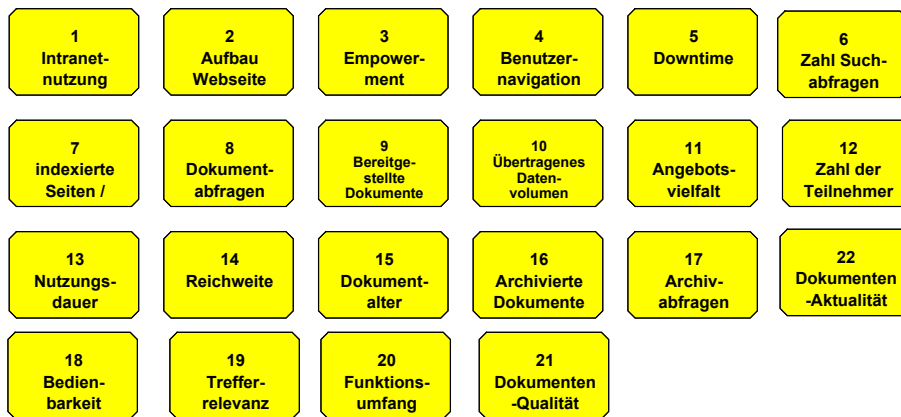 1
Intranet-
nutzung
2
Aufbau
Webseite
3
Empower-
ment
4
Benutzer-
navigation
5
Downtime
6
Zahl Such-
abfragen
7
indexierte
Seiten /
8
Dokument-
abfragen
9
Bereitge-
stellte
Dokumente
10
Übertragenes
Daten-
volumen
11
Angebots-
vielfalt
12
Zahl der
Teilnehmer
13
Nutzungs-
dauer
14
Reichweite
15
Dokument-
alter
16
Archivierte
Dokumente
17
Archiv-
abfragen
22
Dokumenten
-Aktualität
18
Bedien-
barkeit
19
Treffer-
relevanz
20
Funktions-
umfang
21
Dokumenten
-Qualität